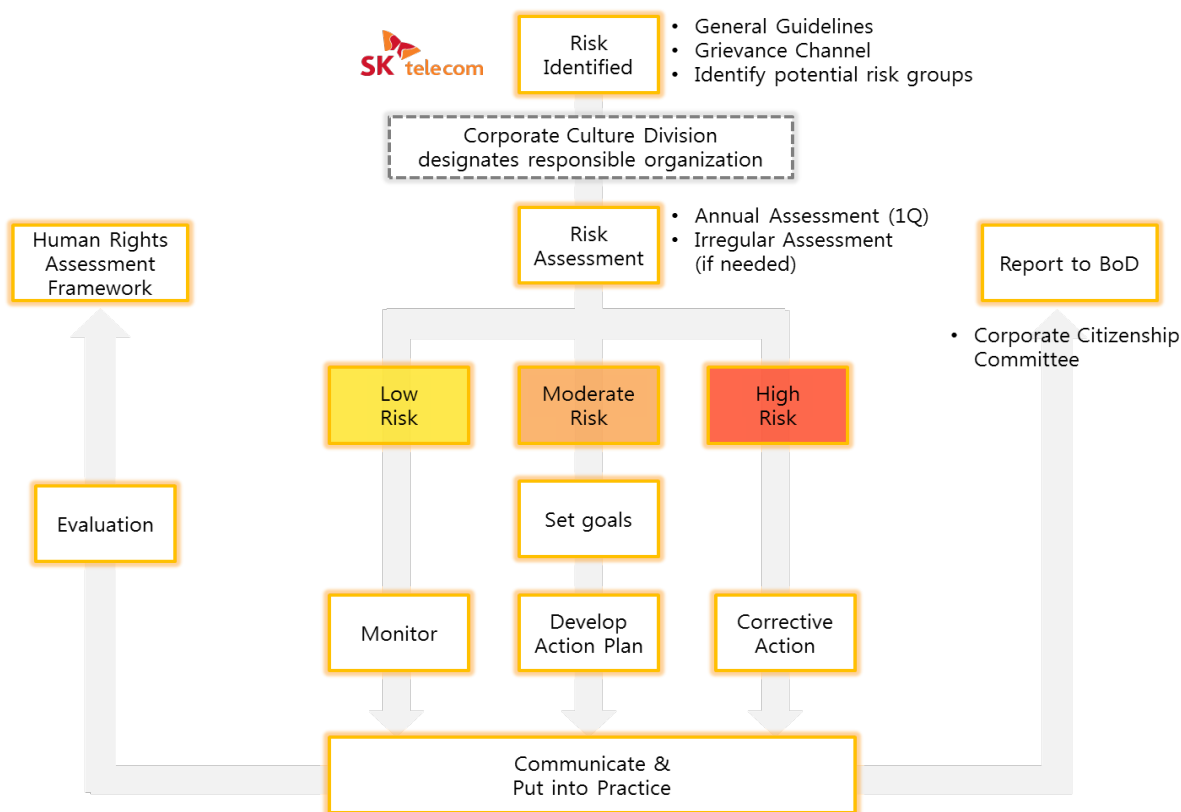 SK telecom
Risk
Identified
• General Guidelines
• Grievance Channel
• Identify potential risk groups
Corporate Culture Division
designates responsible organization
Human Rights
Assessment
Framework
Risk
Assessment
• Annual Assessment (1Q)
• Irregular Assessment
(if needed)
Report to BoD
• Corporate Citizenship
Committee
Low
Risk
Moderate
Risk
High
Risk
Evaluation
Set goals
Monitor
Develop
Action Plan
Corrective
Action
Communicate &
Put into Practice